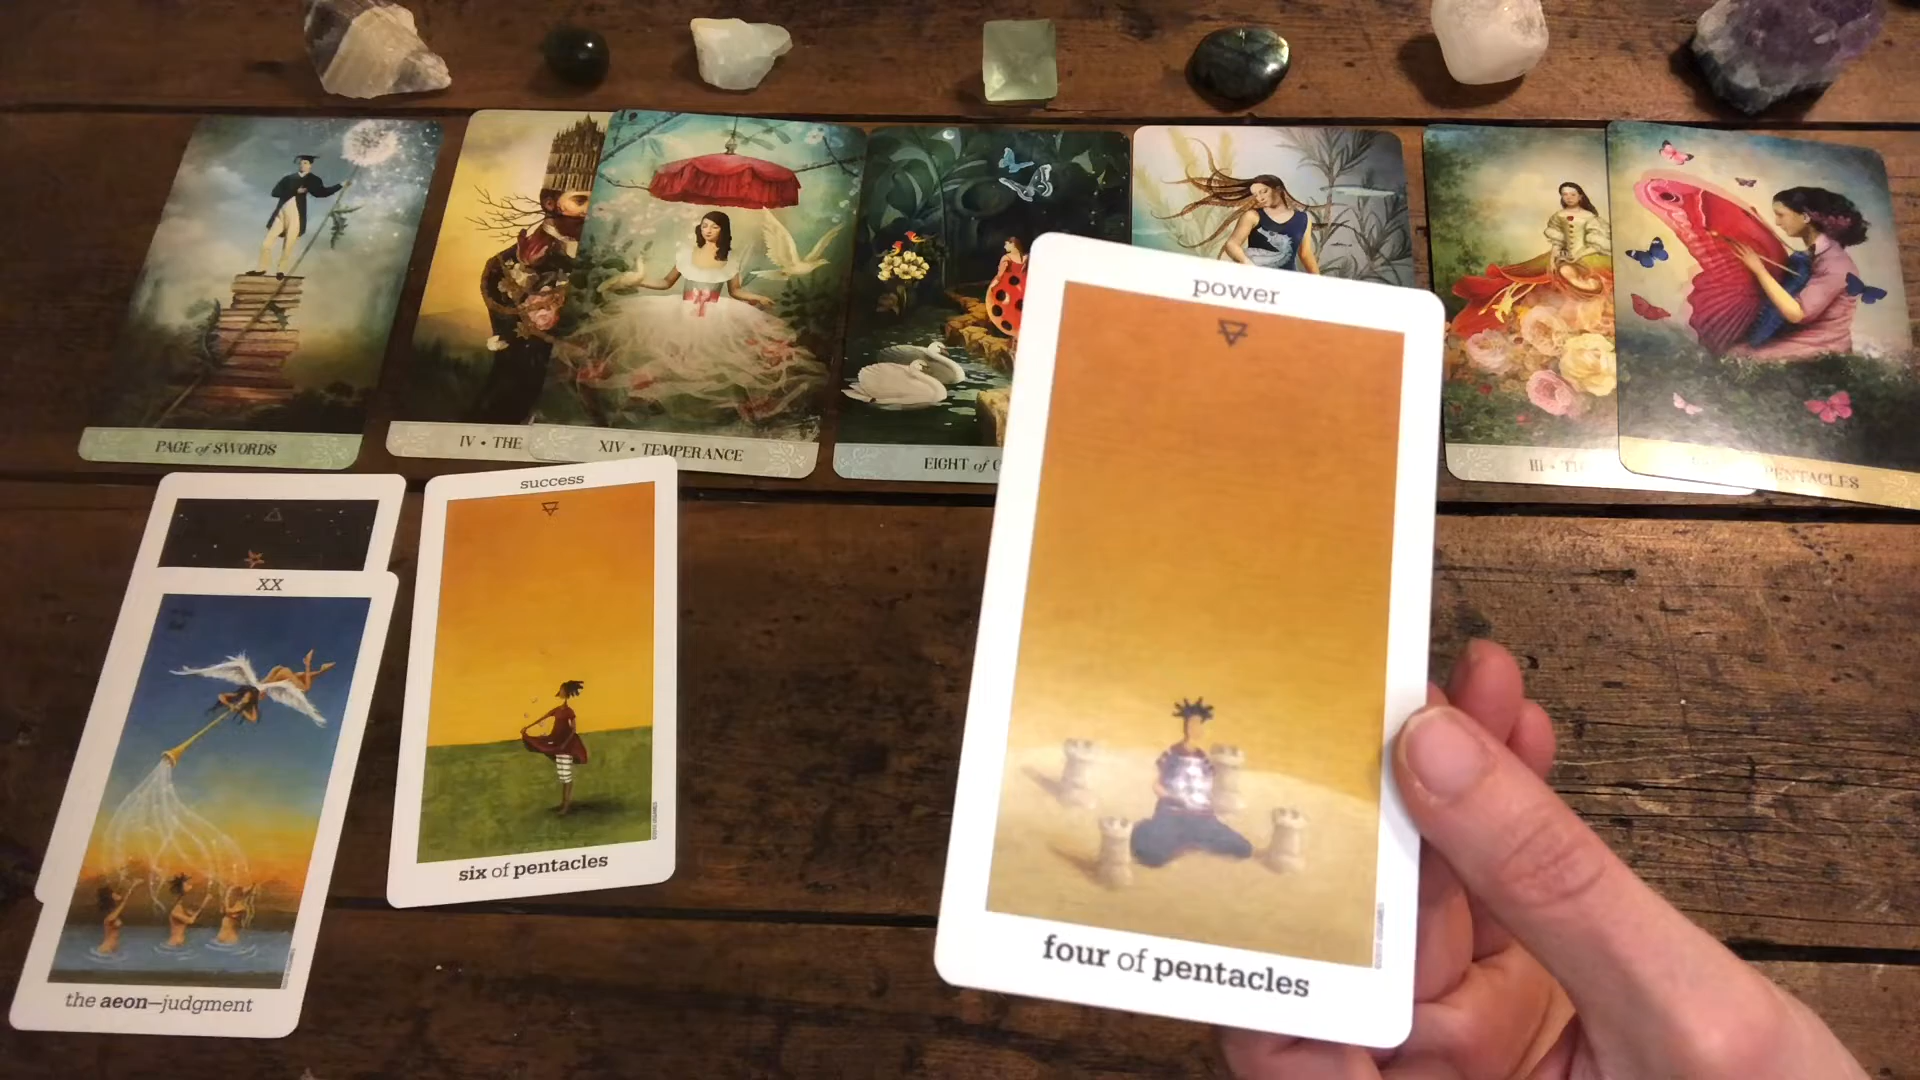 PAGE of SWORDS
IV • THE
XIV • TEMPERANCE
EIGHT of
III •
PENTACLES
XX
the aeon—judgment
success
six of pentacles
power
four of pentacles